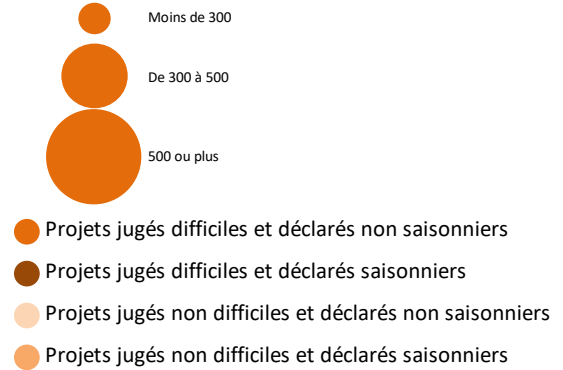 Moins de 300
De 300 à 500
500 ou plus
Projets jugés difficiles et déclarés non saisonniers
Projets jugés difficiles et déclarés saisonniers
Projets jugés non difficiles et déclarés non saisonniers
Projets jugés non difficiles et déclarés saisonniers